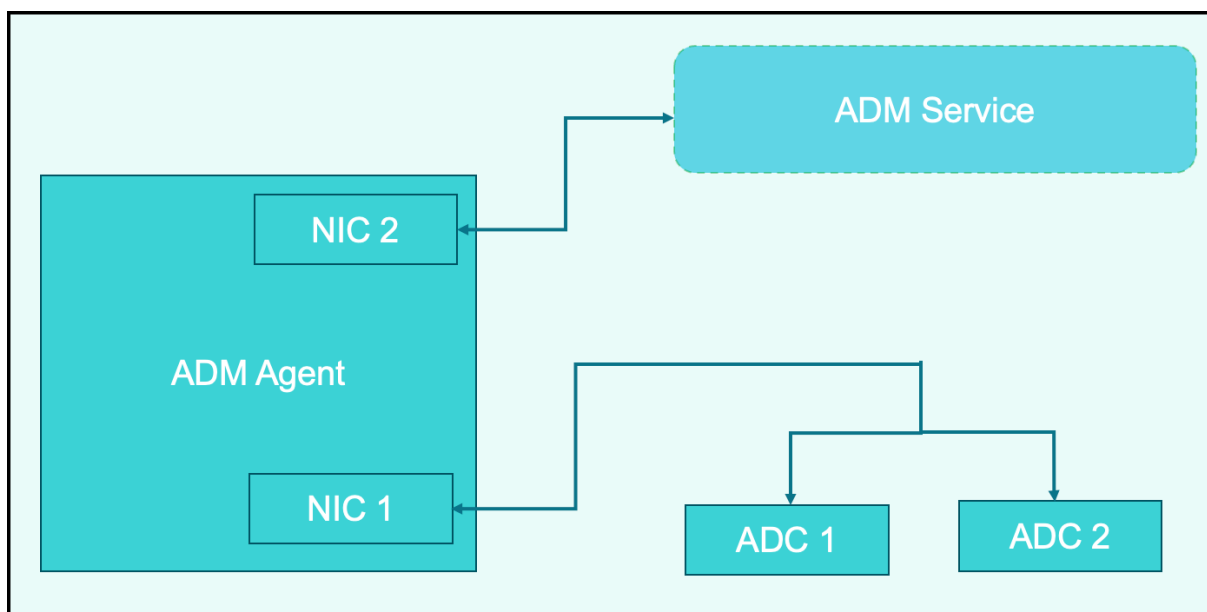 ADM Service
NIC 2
ADM Agent
NIC 1
ADC 1
ADC 2